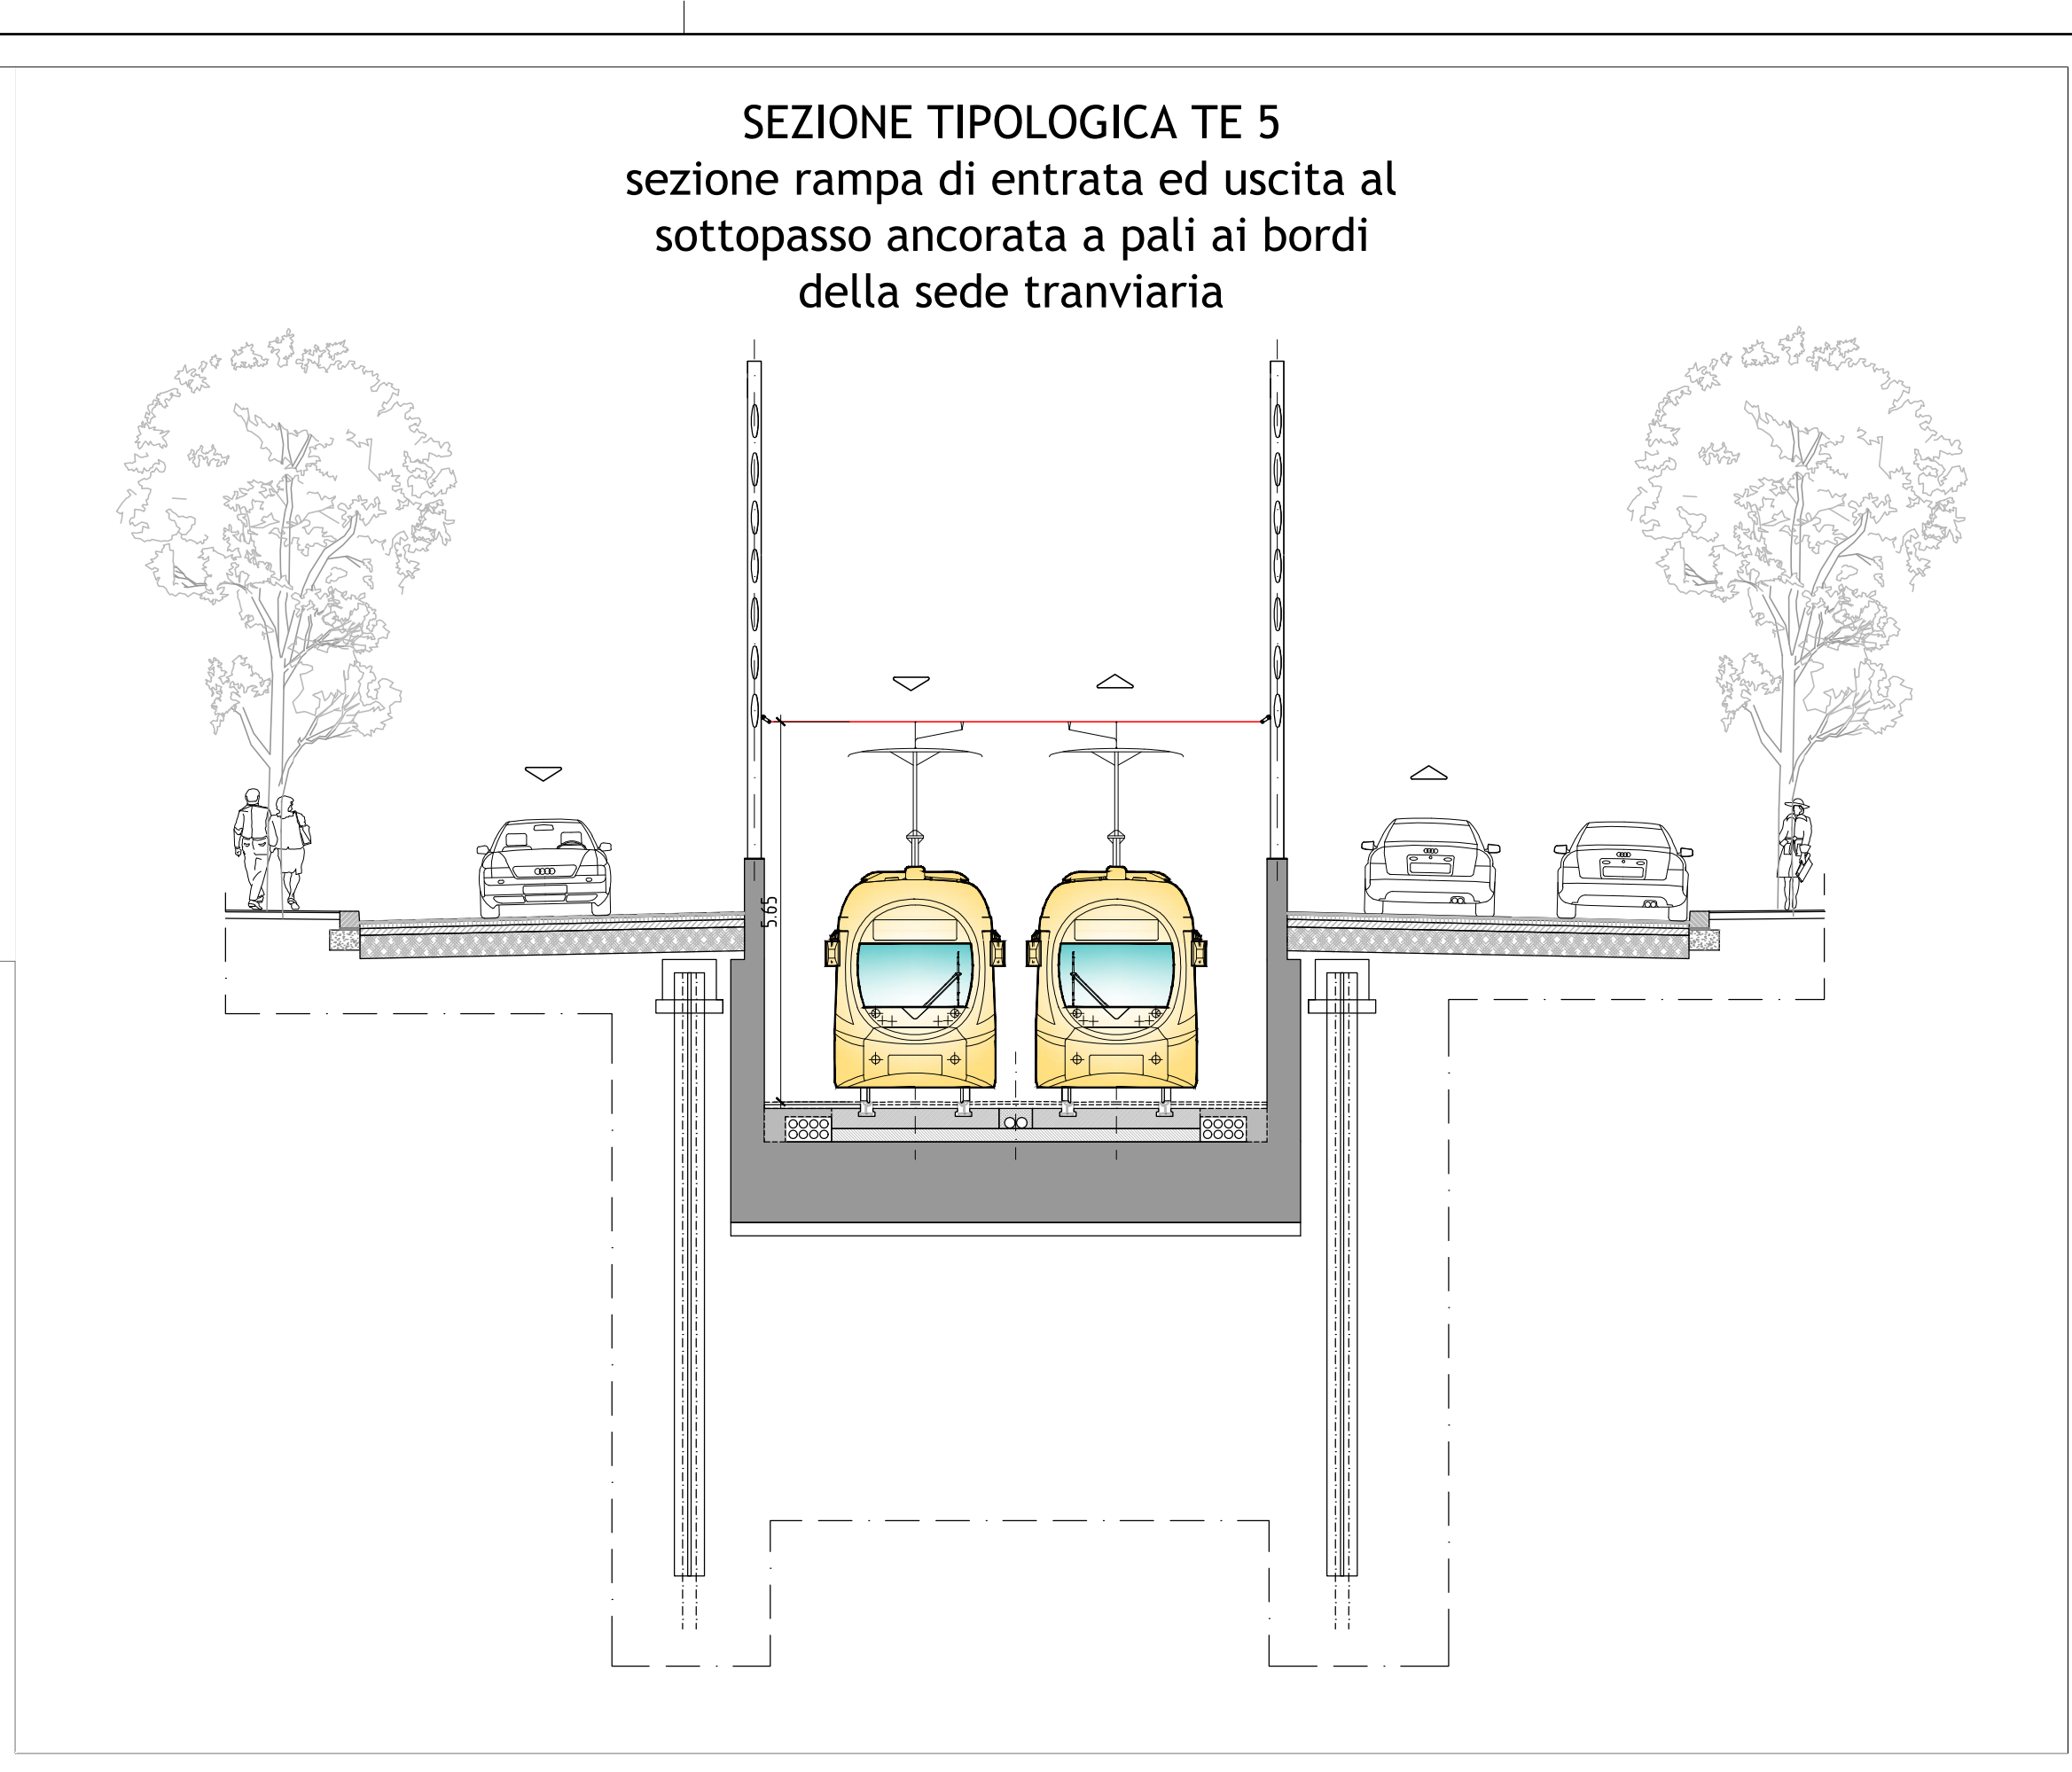 SEZIONE TIPOLOGICA TE 5
sezione rampa di entrata ed uscita al
sottopasso ancorata a pali ai bordi
della sede tranviaria
5.65